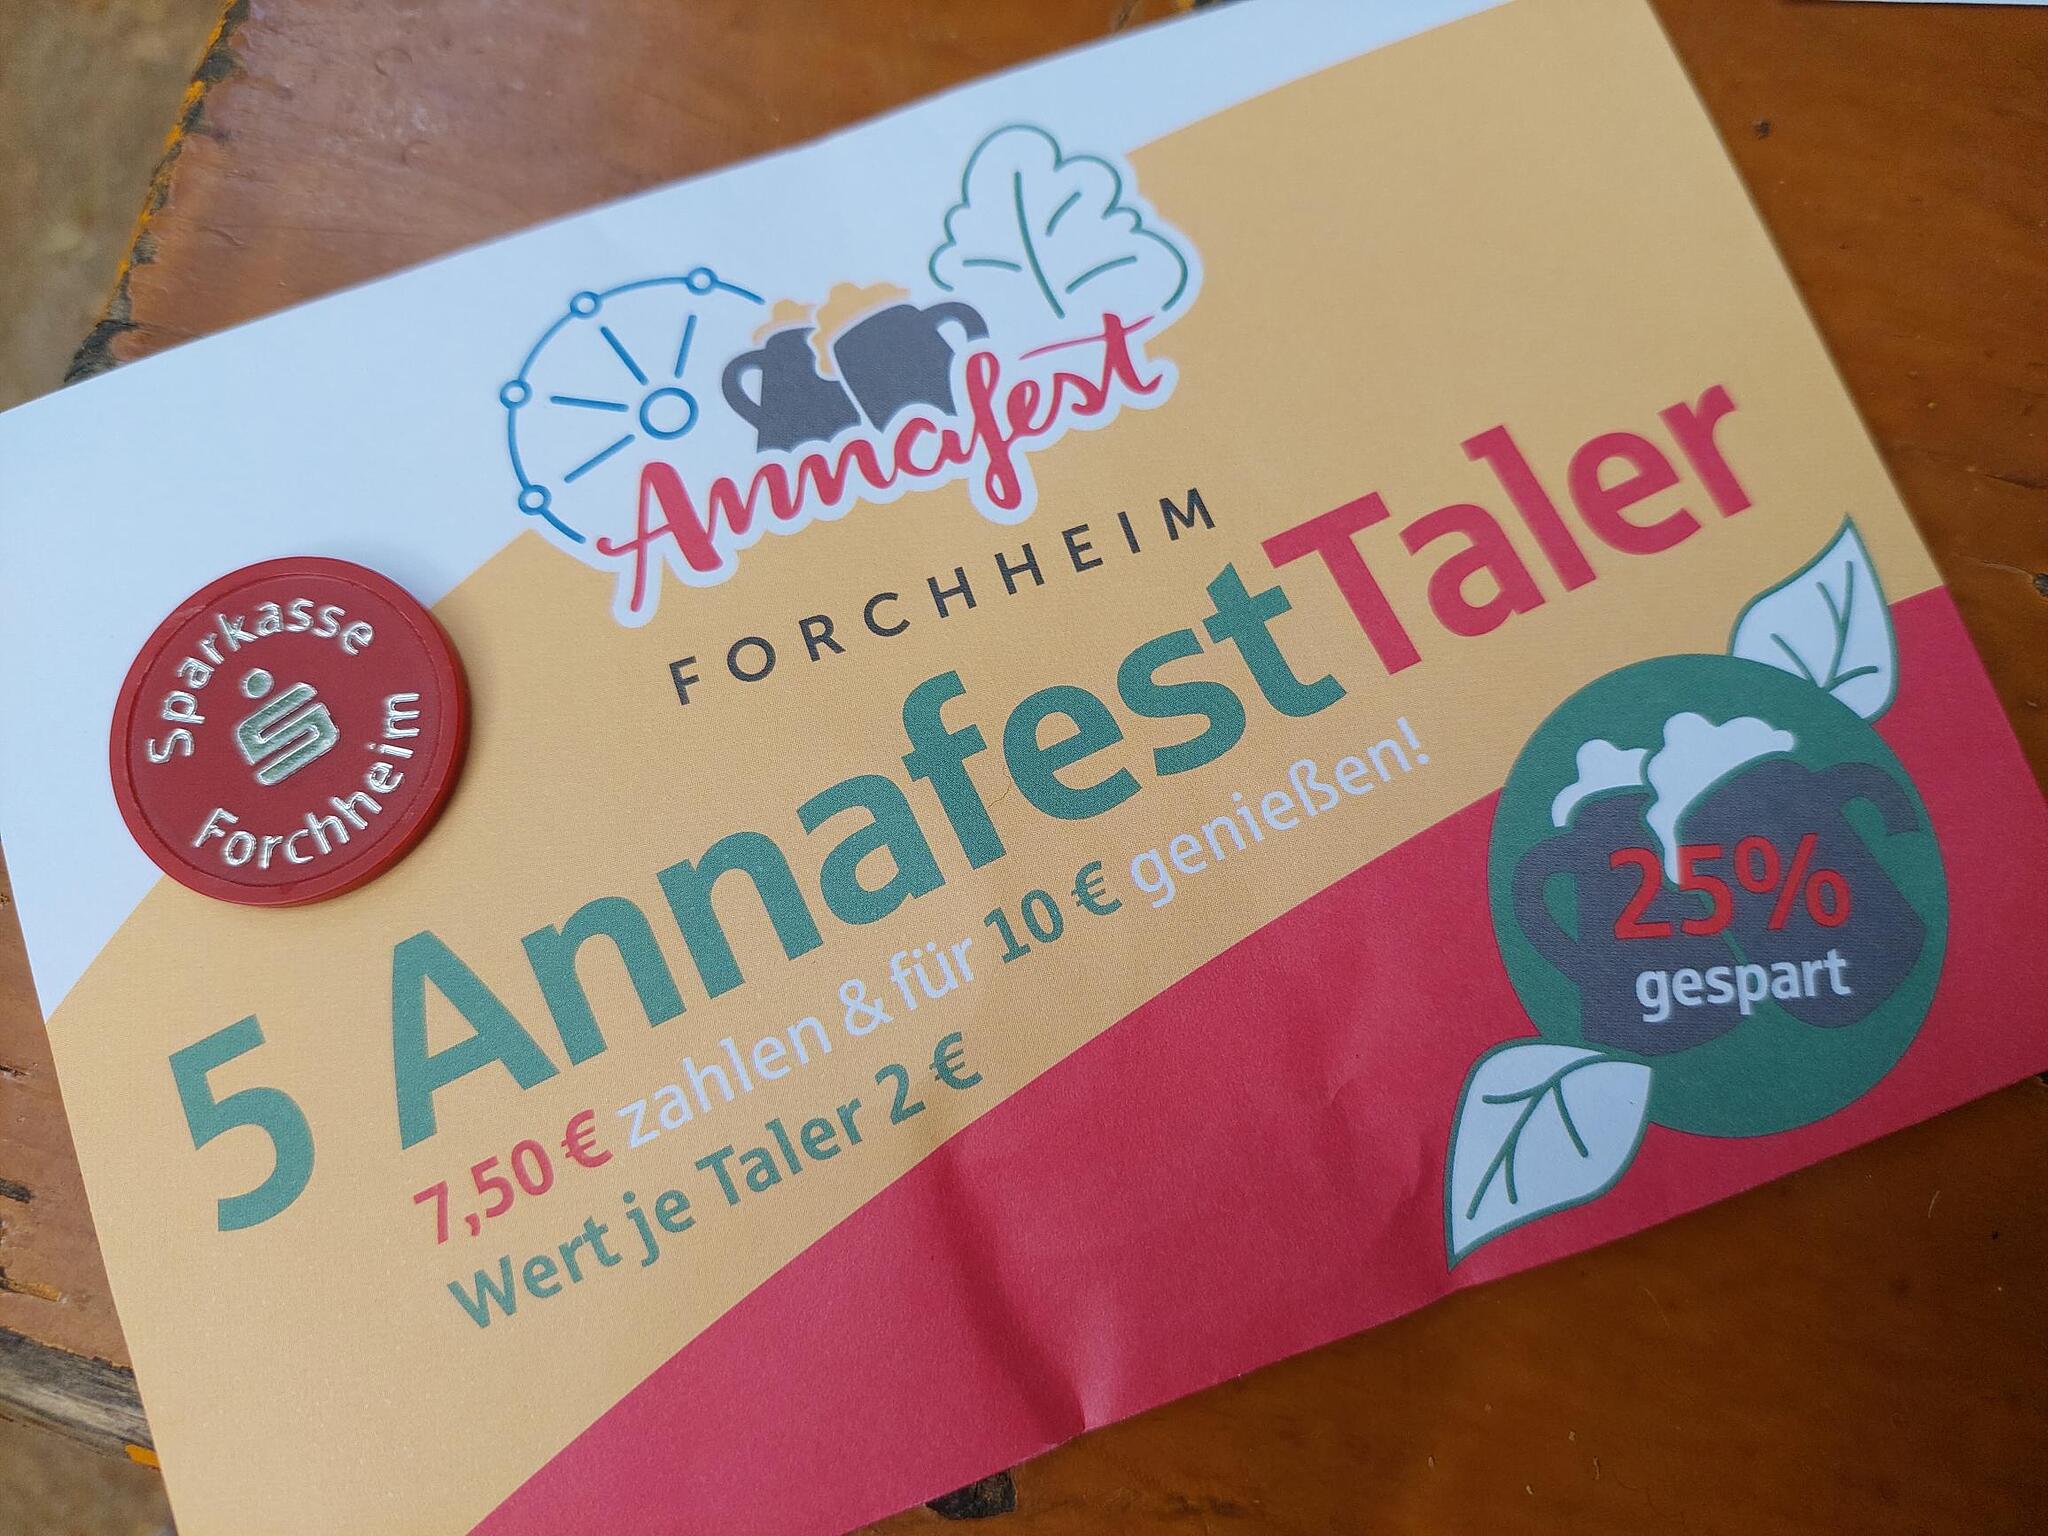 Annafest
FORCHHEIM
Sparkasse
Forchheim
5 AnnafestTaler
7,50 € zahlen & für 10 € genießen!
Wert je Taler 2 €
25%
gespart